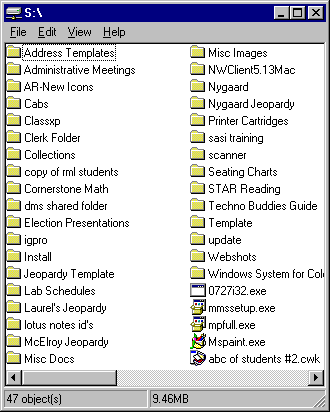 S:\
File Edit View Help
Address Templates
Administrative Meetings
AR-New Icons
Cabs
Classxp
Clerk Folder
Collections
copy of rml students
Cornerstone Math
dms shared folder
Election Presentations
igpro
Install
Jeopardy Template
Lab Schedules
Laurel's Jeopardy
lotus notes id's
McElroy Jeopardy
Misc Docs
Misc Images
NWClient5.13Mac
Nygaard
Nygaard Jeopardy
Printer Cartridges
sasi training
scanner
Seating Charts
STAR Reading
Techno Buddies Guide
Template
update
Webshots
Windows System for Col
0727i32.exe
mmssetup.exe
mpfull.exe
Mspaint.exe
abc of students #2.cwk
47 object(s) 9.46MB